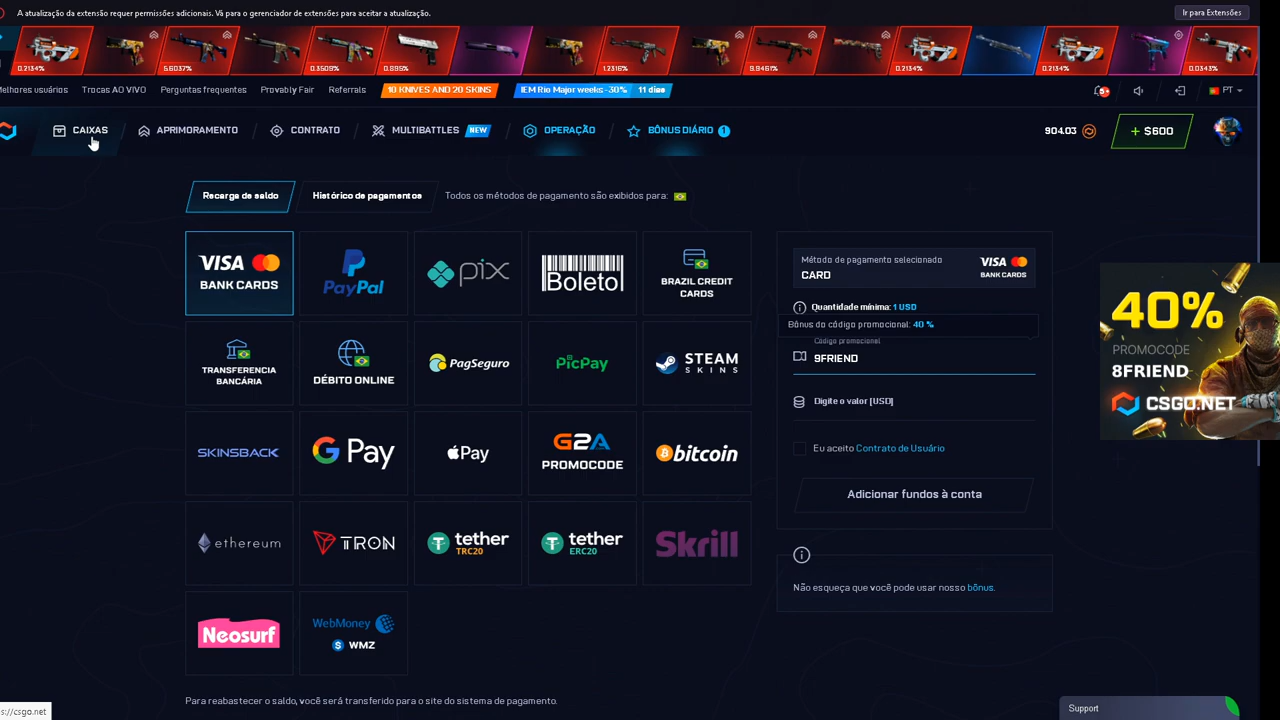 A atualização da extensão requer permissões adicionais. Vá para o gerenciador de extensões para aceitar a atualização.
Ir para Extensões
0.2134%
5.6037%
0.3509%
0.895%
1.2316%
0.2134%
0.2134%
0.0343%
Trocas AO VIVO
Perguntas frequentes
Provably Fair
Referrals
10 KNIVES AND 20 SKINS
IEM Rio Major weeks -30%
11 dias
PT
CAIXAS
APRIMORAMENTO
CONTRATO
MULTIBATTLES
NEW
OPERAÇÃO
BÔNUS DIÁRIO
1
904.03
+ $600
Recarga de saldo
Histórico de pagamentos
Todos os métodos de pagamento são exibidos para:
VISA
BANK CARDS
PayPal
pix
Boleto
BRAZIL CREDIT
CARDS
TRANSFERENCIA
BANCÁRIA
DÉBITO ONLINE
PagSeguro
PicPay
STEAM
SKINS
SKINSBACK
G Pay
Pay
G2A
PROMOCODE
bitcoin
ethereum
TRON
tether
TRC20
tether
ERC20
Skrill
Neosurf
WebMoney
WMZ
Método de pagamento selecionado
CARD
VISA
BANK CARDS
Quantidade mínima: 1 USD
Bônus do código promocional: 40 %
Código promocional
9FRIEND
Digite o valor [USD]
Eu aceito Contrato de Usuário
Adicionar fundos à conta
Não esqueça que você pode usar nosso bônus.
40%
PROMOCODE
8FRIEND
CSGO.NET
Para reabastecer o saldo, você será transferido para o site do sistema de pagamento.
s://csgo.net
Support